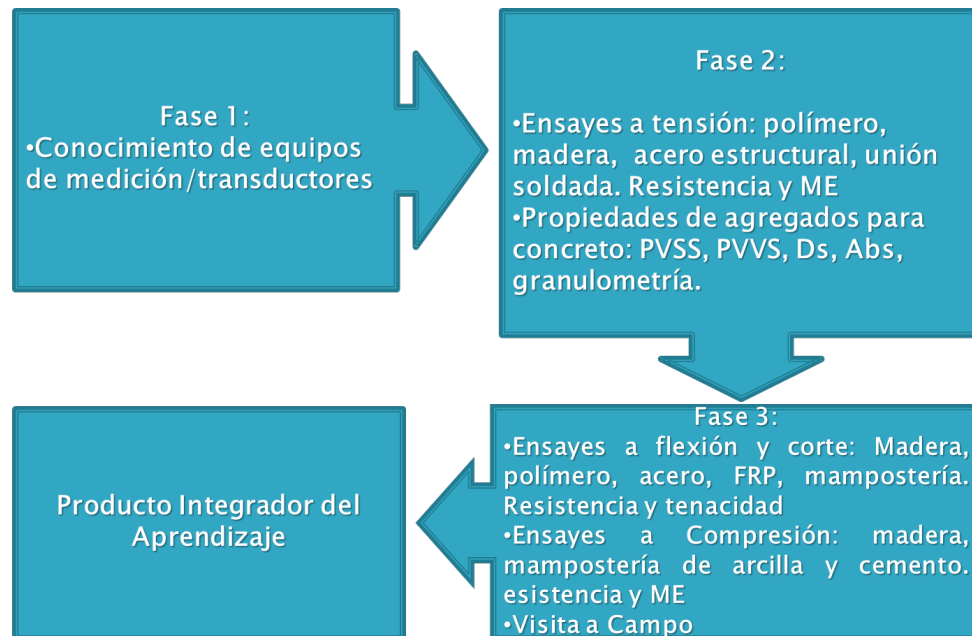 Fase 1:
•Conocimiento de equipos
de medición/transductores
Fase 2:
•Ensayes a tensión: polímero,
madera, acero estructural, unión
soldada. Resistencia y ME
•Propiedades de agregados para
concreto: PVSS, PVVS, Ds, Abs,
granulometría.
Fase 3:
•Ensayes a flexión y corte: Madera,
polímero, acero, FRP, mampostería.
Resistencia y tenacidad
•Ensayes a Compresión: madera,
mampostería de arcilla y cemento.
esistencia y ME
•Visita a Campo
Producto Integrador del
Aprendizaje